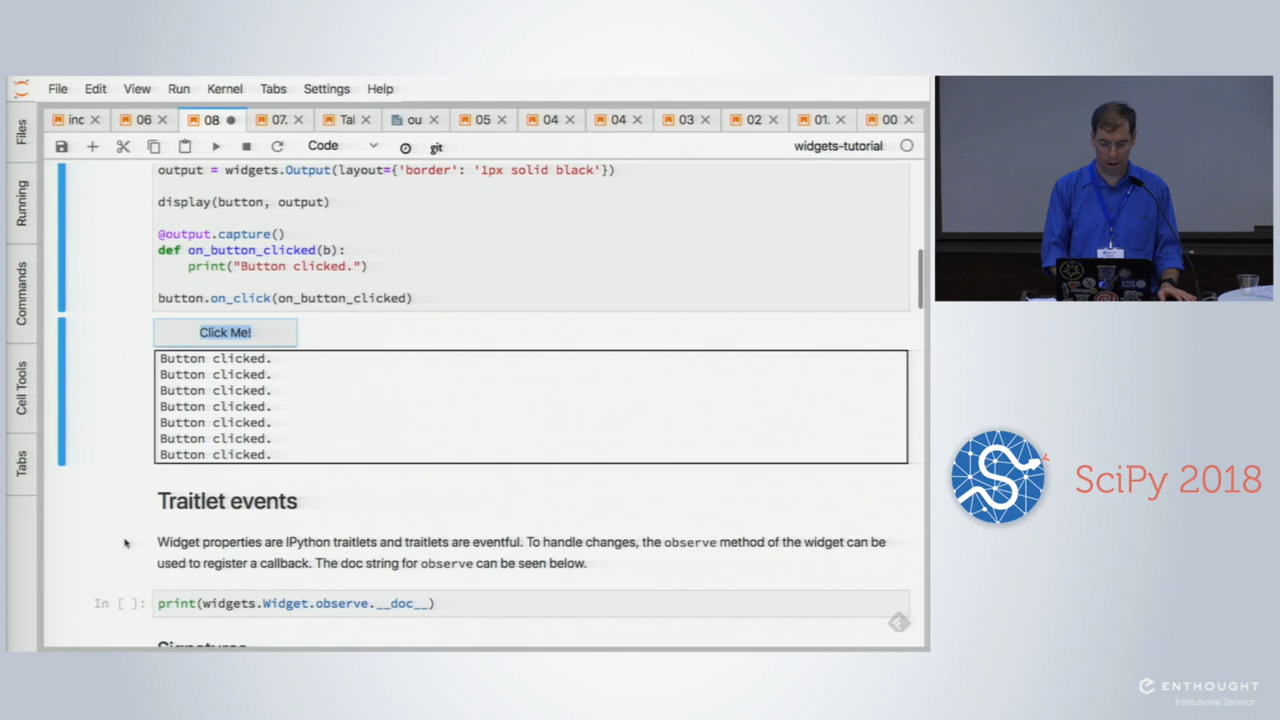 File Edit View Run Kernel Tabs Settings Help
inc 06 08 07. Tal ou 05 04 04 03 02 01. 00
Code git widgets-tutorial
Files
Running
Commands
Cell Tools
Tabs
output = widgets.Output(layout={'border': '1px solid black'})
display(button, output)
@output.capture()
def on_button_clicked(b):
print("Button clicked.")
button.on_click(on_button_clicked)
Click Me!
Button clicked.
Button clicked.
Button clicked.
Button clicked.
Button clicked.
Button clicked.
Button clicked.
Traitlet events
Widget properties are IPython traitlets and traitlets are eventful. To handle changes, the observe method of the widget can be
used to register a callback. The doc string for observe can be seen below.
In [ ]: print(widgets.Widget.observe.__doc__)
Signatures
SciPy 2018
ENTHOUGHT
Institutional Sponsor